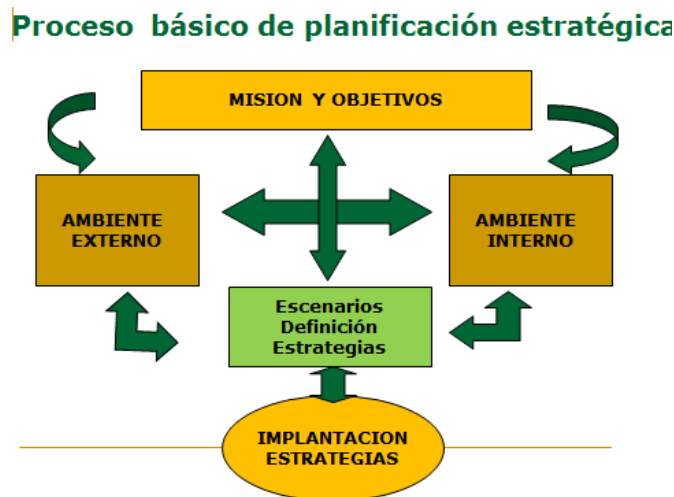 Proceso básico de planificación estratégica
MISION Y OBJETIVOS
AMBIENTE
EXTERNO
AMBIENTE
INTERNO
Escenarios
Definición
Estrategias
IMPLANTACION
ESTRATEGIAS